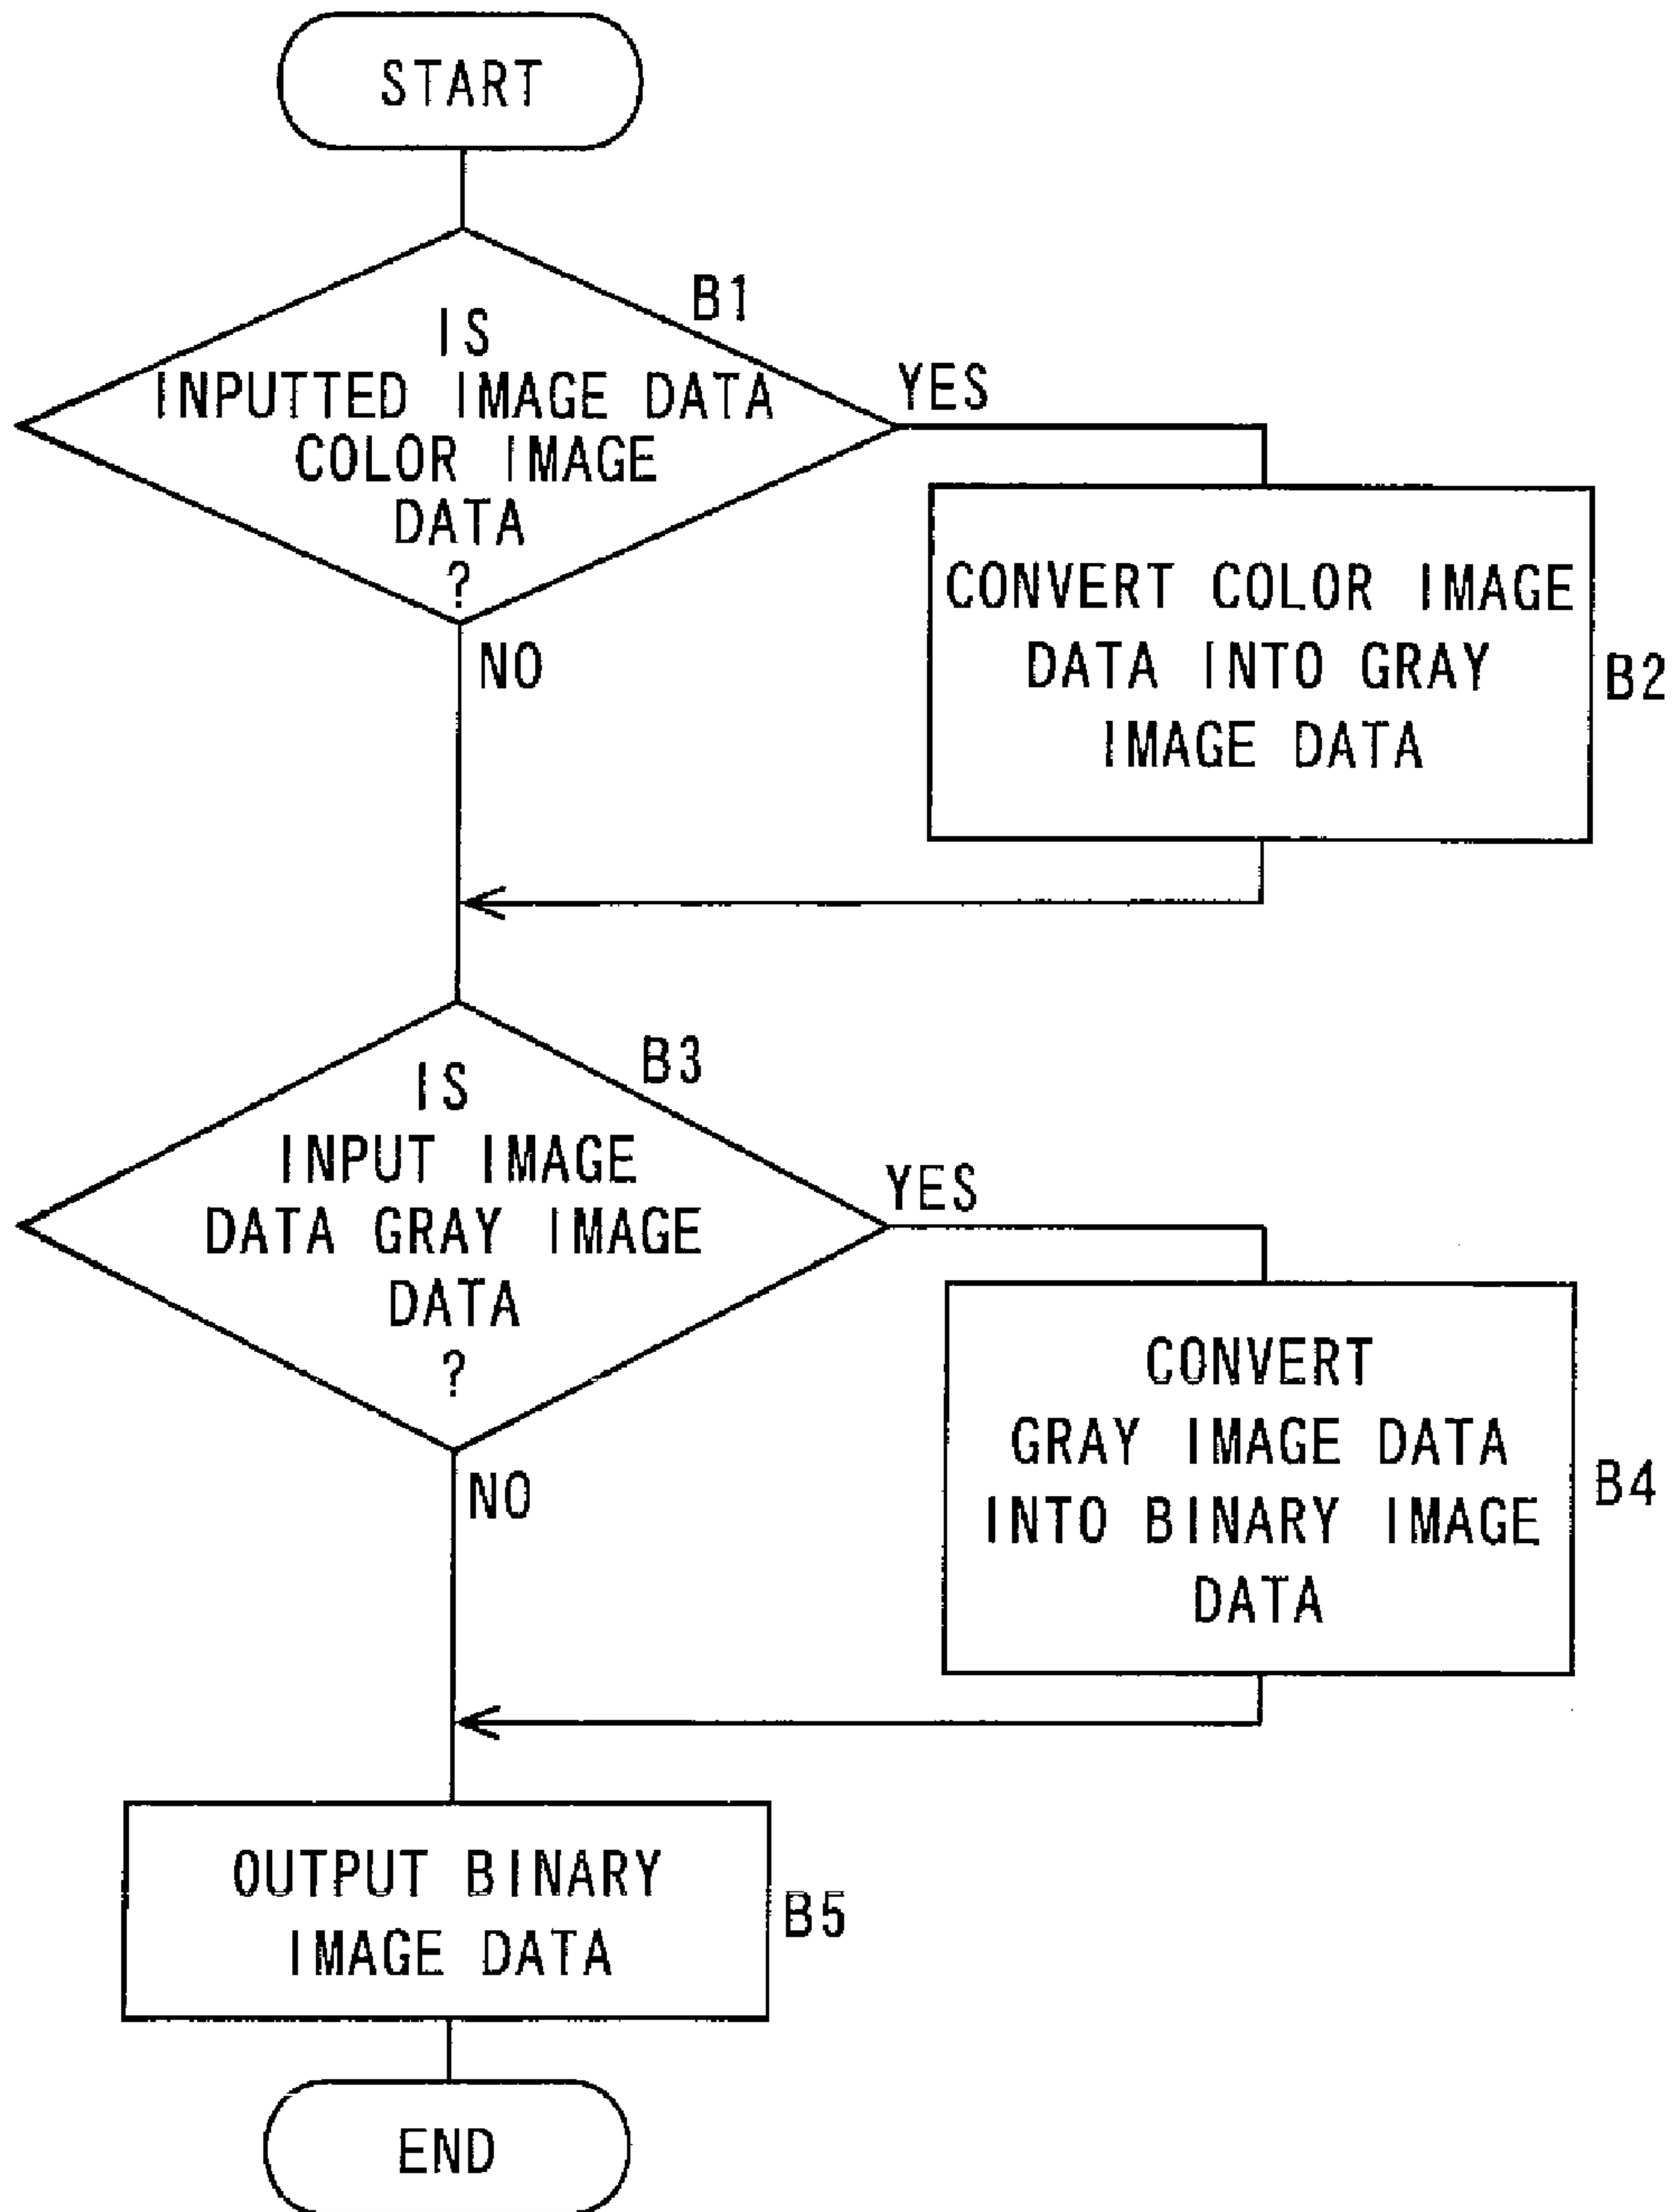 START
B1
IS
INPUTTED IMAGE DATA
COLOR IMAGE
DATA
?
YES
NO
CONVERT COLOR IMAGE
DATA INTO GRAY
IMAGE DATA
B2
B3
IS
INPUT IMAGE
DATA GRAY IMAGE
DATA
?
YES
NO
CONVERT
GRAY IMAGE DATA
INTO BINARY IMAGE
DATA
B4
OUTPUT BINARY
IMAGE DATA
B5
END